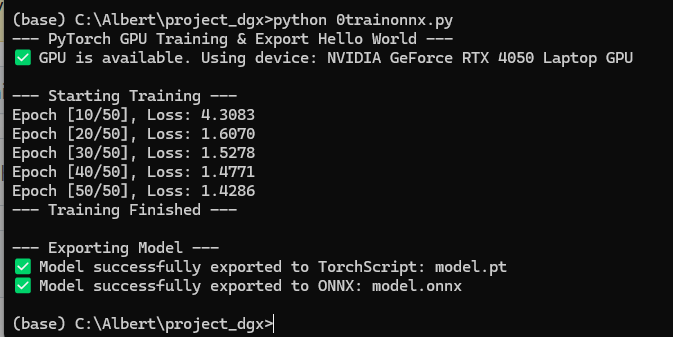 (base) C:\Albert\project_dgx>python 0trainonnx.py
--- PyTorch GPU Training & Export Hello World ---
✅ GPU is available. Using device: NVIDIA GeForce RTX 4050 Laptop GPU
--- Starting Training ---
Epoch [10/50], Loss: 4.3083
Epoch [20/50], Loss: 1.6070
Epoch [30/50], Loss: 1.5278
Epoch [40/50], Loss: 1.4771
Epoch [50/50], Loss: 1.4286
--- Training Finished ---
--- Exporting Model ---
✅ Model successfully exported to TorchScript: model.pt
✅ Model successfully exported to ONNX: model.onnx
(base) C:\Albert\project_dgx>